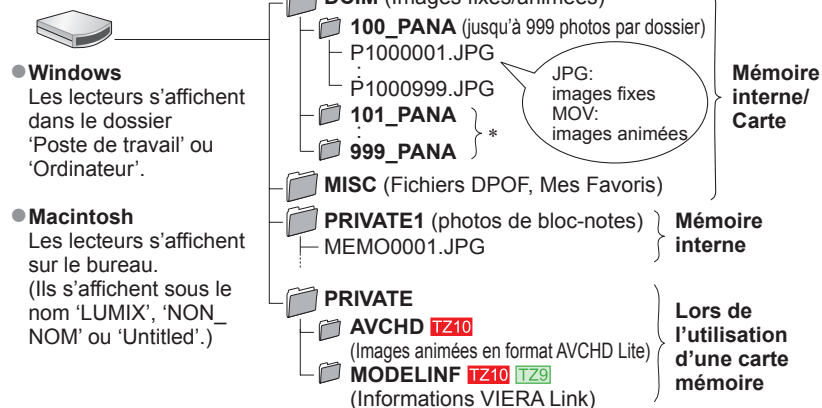 DCIM (Images fixes/animées)
100_PANA (jusqu'à 999 photos par dossier)
P1000001.JPG
P1000999.JPG
JPG:
images fixes
MOV:
images animées
101_PANA
999_PANA
*
Mémoire
interne/
Carte
MISC (Fichiers DPOF, Mes Favoris)
PRIVATE1 (photos de bloc-notes)
MEMO0001.JPG
Mémoire
interne
PRIVATE
AVCHD TZ10
(Images animées en format AVCHD Lite)
MODELINF TZ10 TZ9
(Informations VIERA Link)
Lors de
l'utilisation
d'une carte
mémoire
●Windows
Les lecteurs s'affichent
dans le dossier
'Poste de travail' ou
'Ordinateur'.
●Macintosh
Les lecteurs s'affichent
sur le bureau.
(Ils s'affichent sous le
nom 'LUMIX', 'NON_
NOM' ou 'Untitled'.)